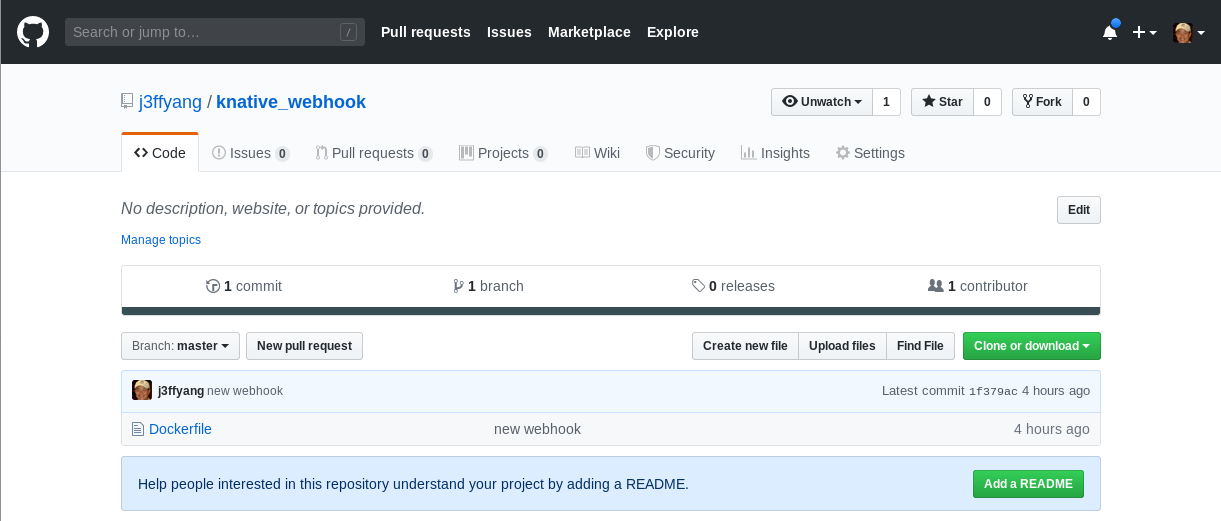 Search or jump to… / Pull requests Issues Marketplace Explore
j3ffyang / knative_webhook Unwatch 1 Star 0 Fork 0
Code Issues 0 Pull requests 0 Projects 0 Wiki Security Insights Settings
No description, website, or topics provided. Edit
Manage topics
1 commit 1 branch 0 releases 1 contributor
Branch: master New pull request Create new file Upload files Find File Clone or download
j3ffyang new webhook Latest commit 1f379ac 4 hours ago
Dockerfile new webhook 4 hours ago
Help people interested in this repository understand your project by adding a README. Add a README